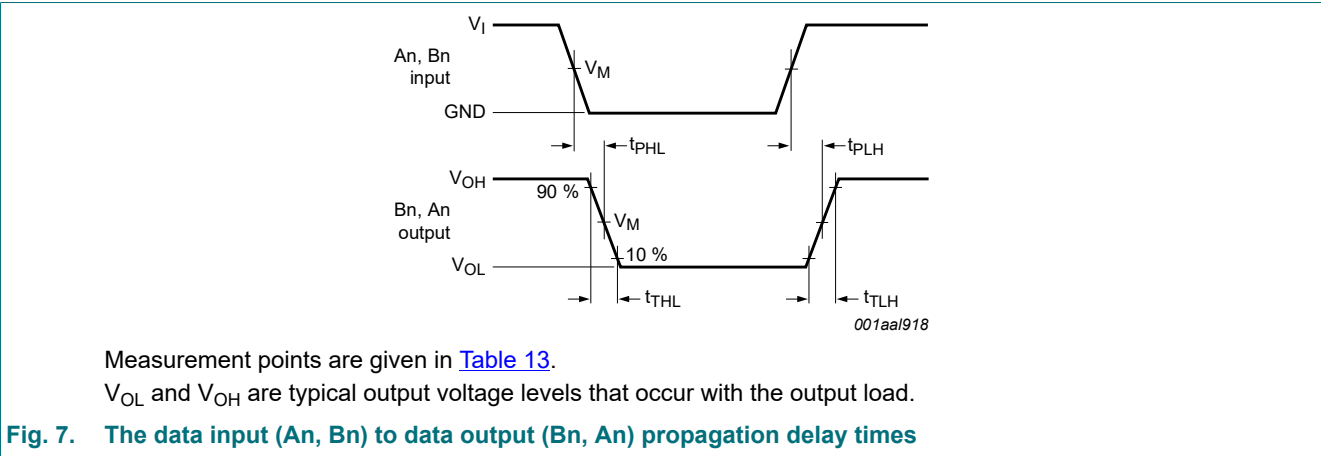 V_I
An, Bn
input
V_M
GND
t_PHL
t_PLH
V_OH
90 %
Bn, An
output
V_M
10 %
V_OL
t_THL
t_TLH
001aal918
Measurement points are given in Table 13.
V_OL and V_OH are typical output voltage levels that occur with the output load.
Fig. 7. The data input (An, Bn) to data output (Bn, An) propagation delay times